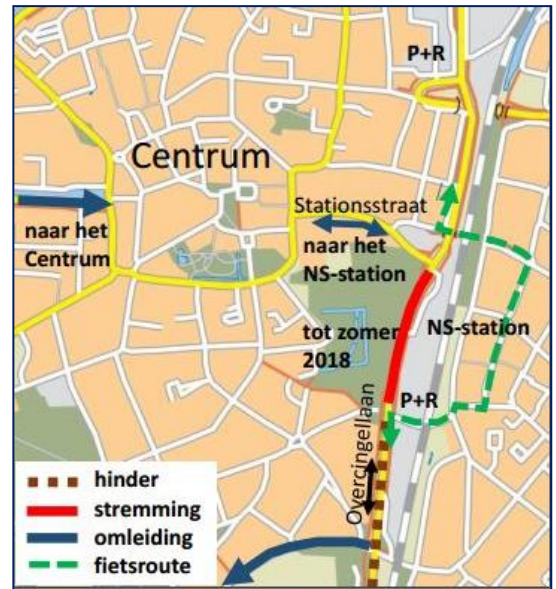 P+R
Centrum
Stationsstraat
naar het
Centrum
naar het
NS-station
tot zomer
2018
NS-station
P+R
Overcingellaan
hinder
stremming
omleiding
fietsroute